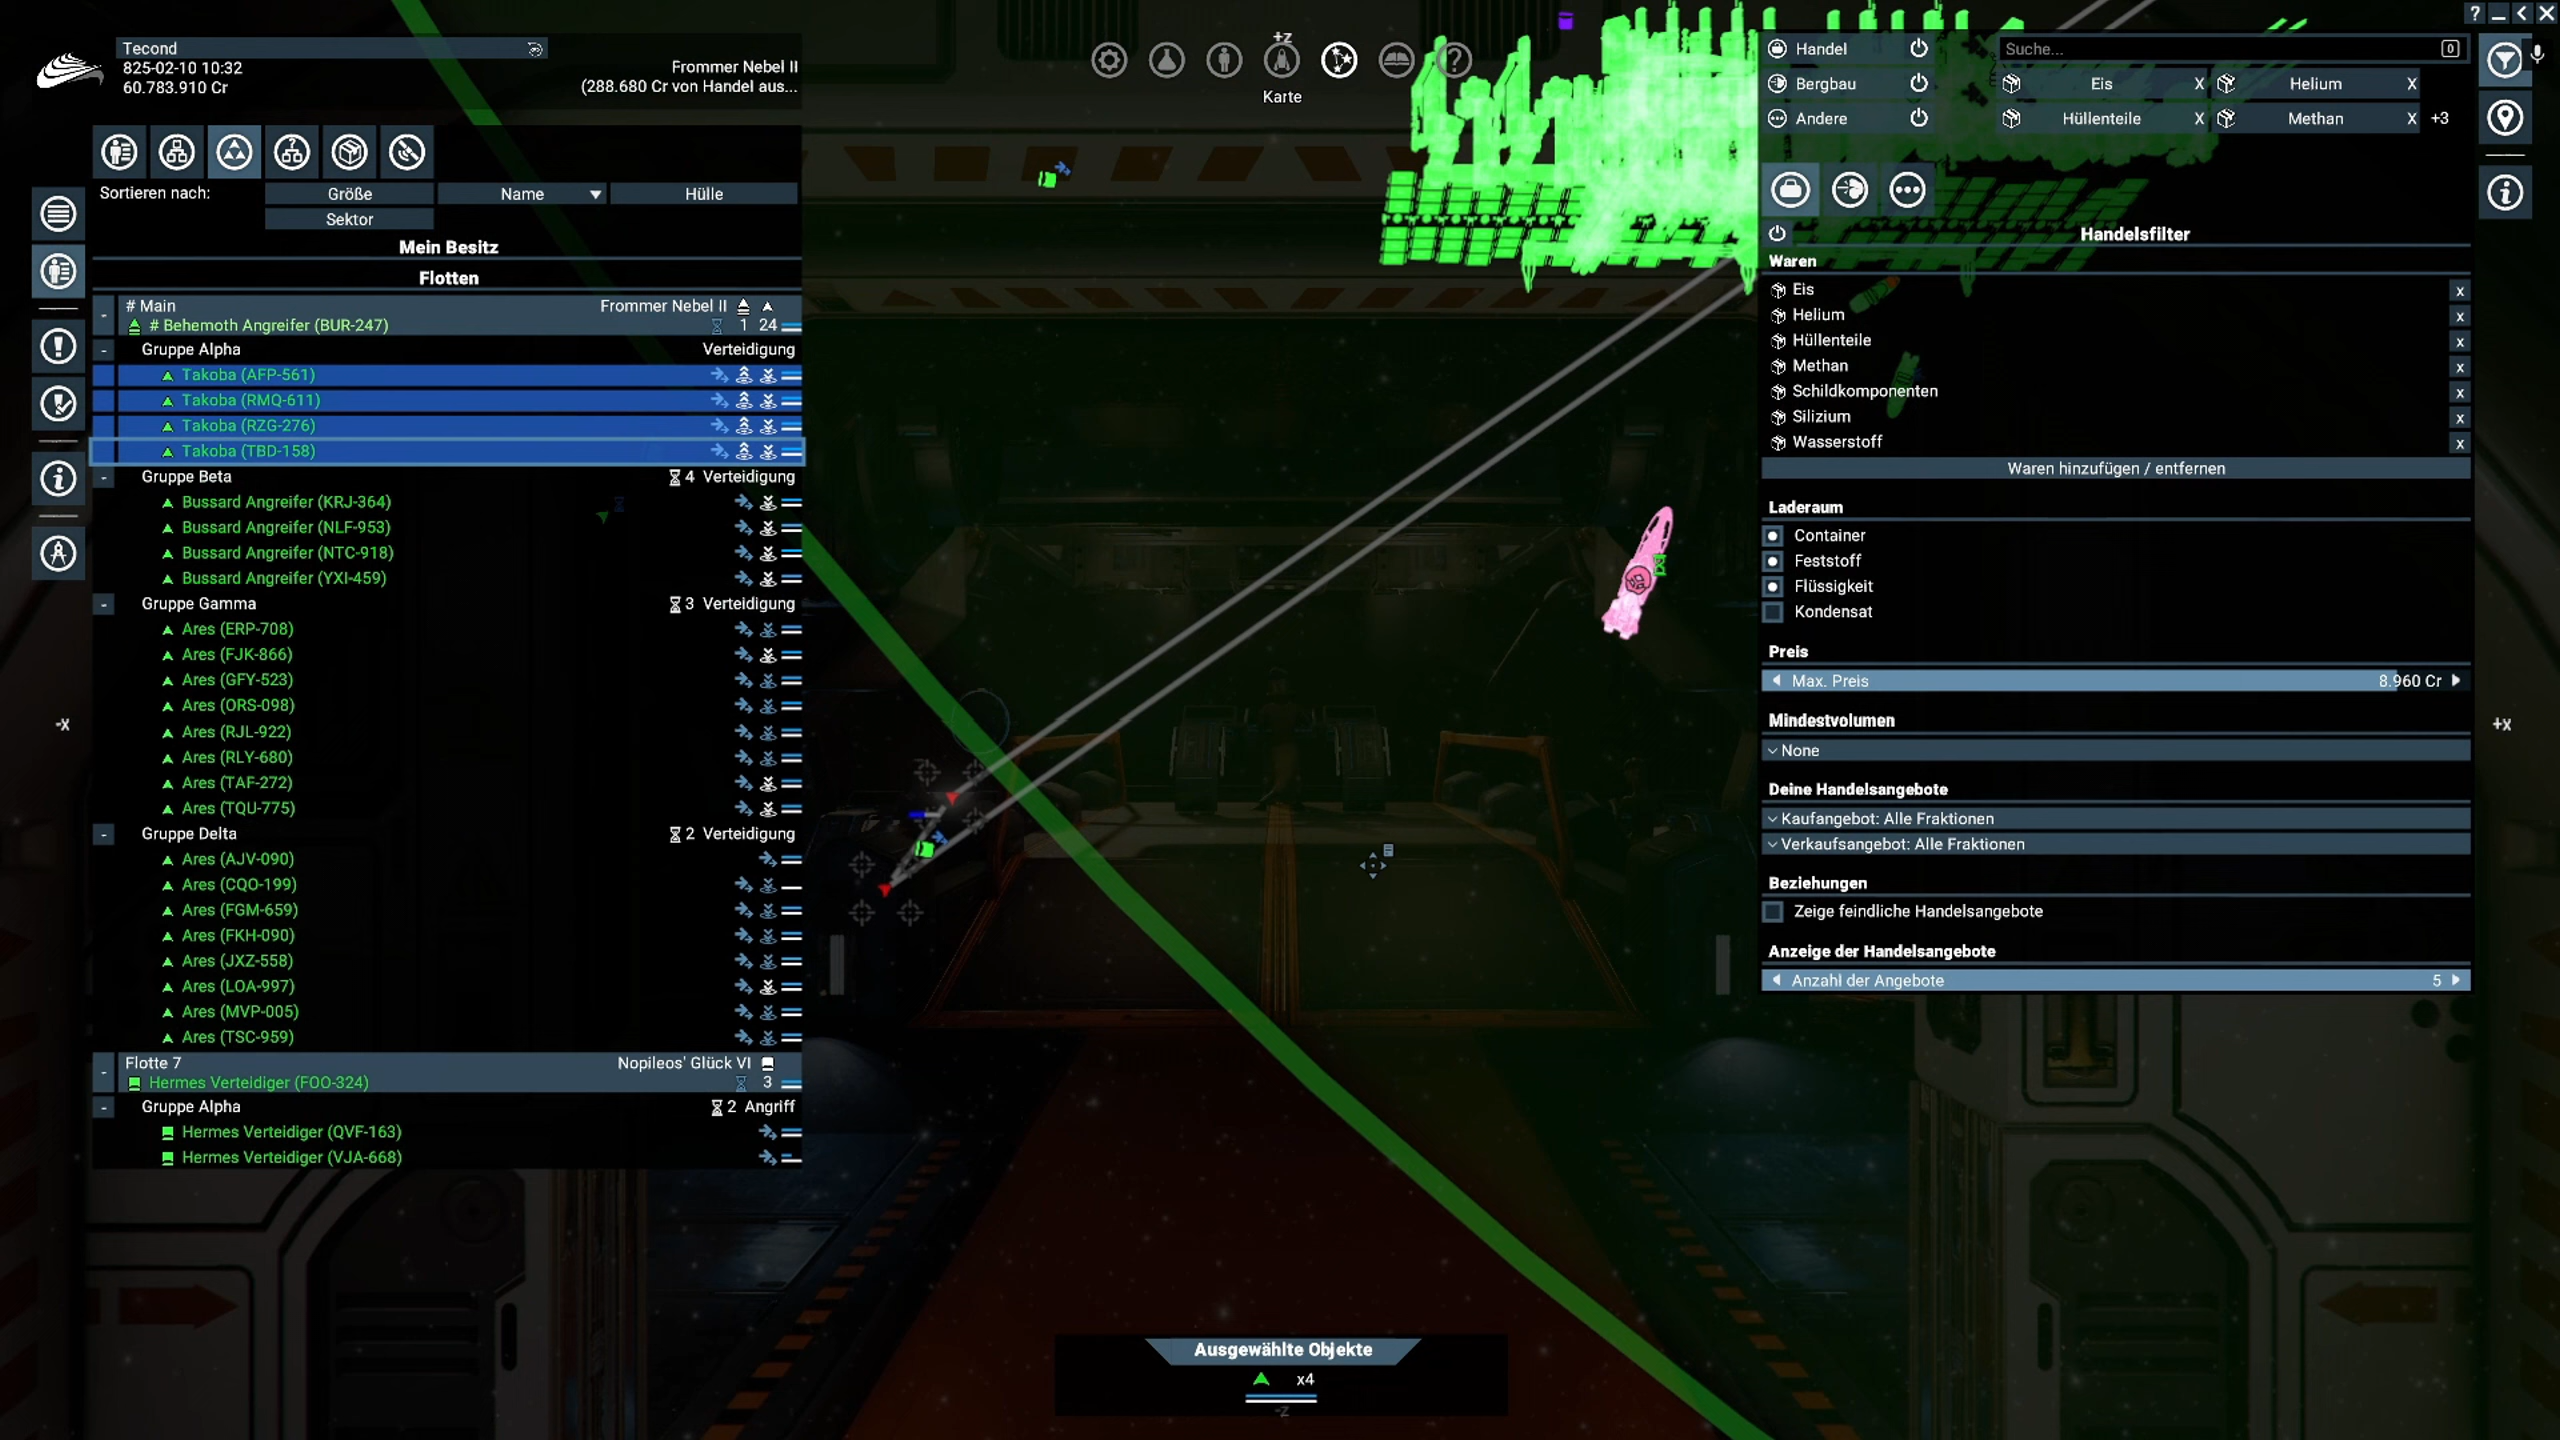 Tecond
825-02-10 10:32
60.783.910 Cr
Frommer Nebel II
(288.680 Cr von Handel aus...
Sortieren nach:
Größe
Name
Hülle
Sektor
Mein Besitz
Flotten
# Main
Frommer Nebel II
# Behemoth Angreifer (BUR-247)
1 24
Gruppe Alpha
Verteidigung
Takoba (AFP-561)
Takoba (RMQ-611)
Takoba (RZG-276)
Takoba (TBD-158)
Gruppe Beta
4 Verteidigung
Bussard Angreifer (KRJ-364)
Bussard Angreifer (NLF-953)
Bussard Angreifer (NTC-918)
Bussard Angreifer (YXI-459)
Gruppe Gamma
3 Verteidigung
Ares (ERP-708)
Ares (FJK-866)
Ares (GFY-523)
Ares (ORS-098)
Ares (RJL-922)
Ares (RLY-680)
Ares (TAF-272)
Ares (TQU-775)
Gruppe Delta
2 Verteidigung
Ares (AJV-090)
Ares (CQO-199)
Ares (FGM-659)
Ares (FKH-090)
Ares (JXZ-558)
Ares (LOA-997)
Ares (MVP-005)
Ares (TSC-959)
Flotte 7
Nopileos' Glück VI
Hermes Verteidiger (FOO-324)
3
Gruppe Alpha
2 Angriff
Hermes Verteidiger (QVF-163)
Hermes Verteidiger (VJA-668)
-x
+z
Karte
Ausgewählte Objekte
x4
-z
?
Handel
Bergbau
Andere
Suche...
0
Eis X
Helium X
Hüllenteile X
Methan X
+3
Handelsfilter
Waren
Eis x
Helium x
Hüllenteile x
Methan x
Schildkomponenten x
Silizium x
Wasserstoff x
Waren hinzufügen / entfernen
Laderaum
Container
Feststoff
Flüssigkeit
Kondensat
Preis
Max. Preis 8.960 Cr
Mindestvolumen
None
Deine Handelsangebote
Kaufangebot: Alle Fraktionen
Verkaufsangebot: Alle Fraktionen
Beziehungen
Zeige feindliche Handelsangebote
Anzeige der Handelsangebote
Anzahl der Angebote 5
+x